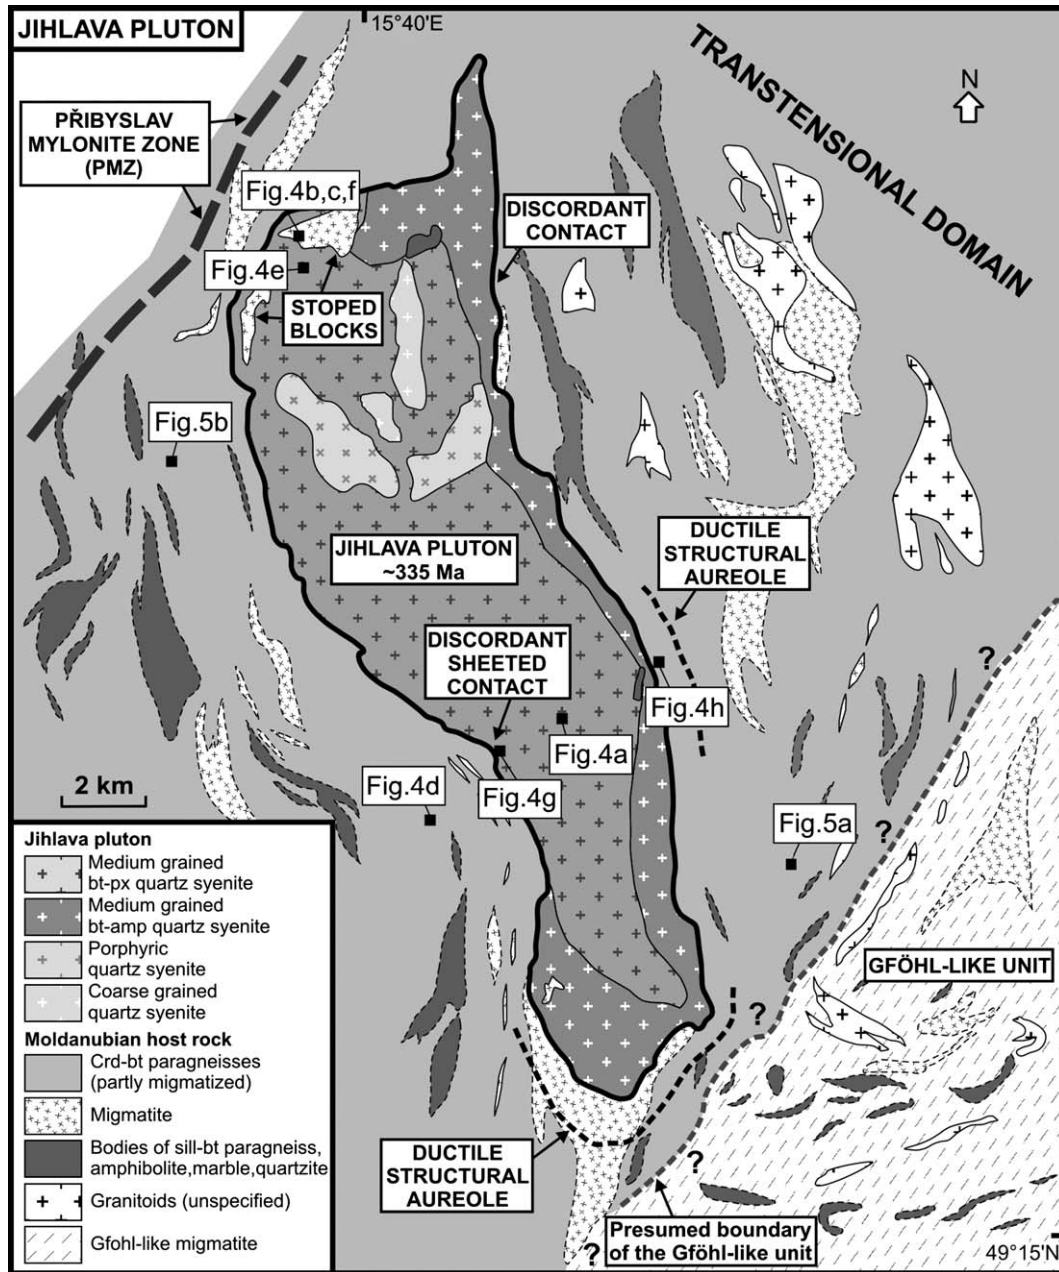 JIHLAVA PLUTON
15°40'E
TRANSTENSIONAL DOMAIN
N
PŘIBYSLAV
MYLONITE ZONE
(PMZ)
Fig.4b,c,f
DISCORDANT
CONTACT
Fig.4e
STOPED
BLOCKS
Fig.5b
JIHLAVA PLUTON
~335 Ma
DUCTILE
STRUCTURAL
AUREOLE
DISCORDANT
SHEETED
CONTACT
?
Fig.4h
Fig.4a
2 km
Fig.4d
Fig.4g
Fig.5a
?
GFÖHL-LIKE UNIT
?
DUCTILE
STRUCTURAL
AUREOLE
?
Presumed boundary
of the Gföhl-like unit
?
49°15'N
Jihlava pluton
Medium grained
bt-px quartz syenite
Medium grained
bt-amp quartz syenite
Porphyric
quartz syenite
Coarse grained
quartz syenite
Moldanubian host rock
Crd-bt paragneisses
(partly migmatized)
Migmatite
Bodies of sill-bt paragneiss,
amphibolite,marble,quartzite
Granitoids (unspecified)
Gfohl-like migmatite